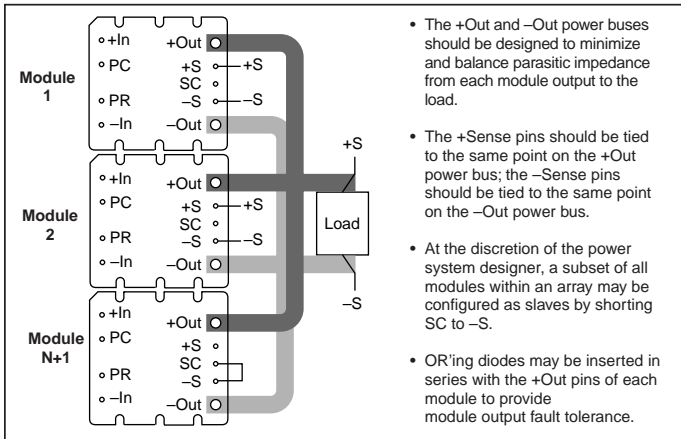 Module
1
+In
PC
PR
–In
+Out
+S
SC
–S
–Out
+S
–S
Module
2
+In
PC
PR
–In
+Out
+S
SC
–S
–Out
+S
–S
Module
N+1
+In
PC
PR
–In
+Out
+S
SC
–S
–Out
+S
Load
–S
• The +Out and –Out power buses
should be designed to minimize
and balance parasitic impedance
from each module output to the
load.
• The +Sense pins should be tied
to the same point on the +Out
power bus; the –Sense pins
should be tied to the same point
on the –Out power bus.
• At the discretion of the power
system designer, a subset of all
modules within an array may be
configured as slaves by shorting
SC to –S.
• OR'ing diodes may be inserted in
series with the +Out pins of each
module to provide
module output fault tolerance.